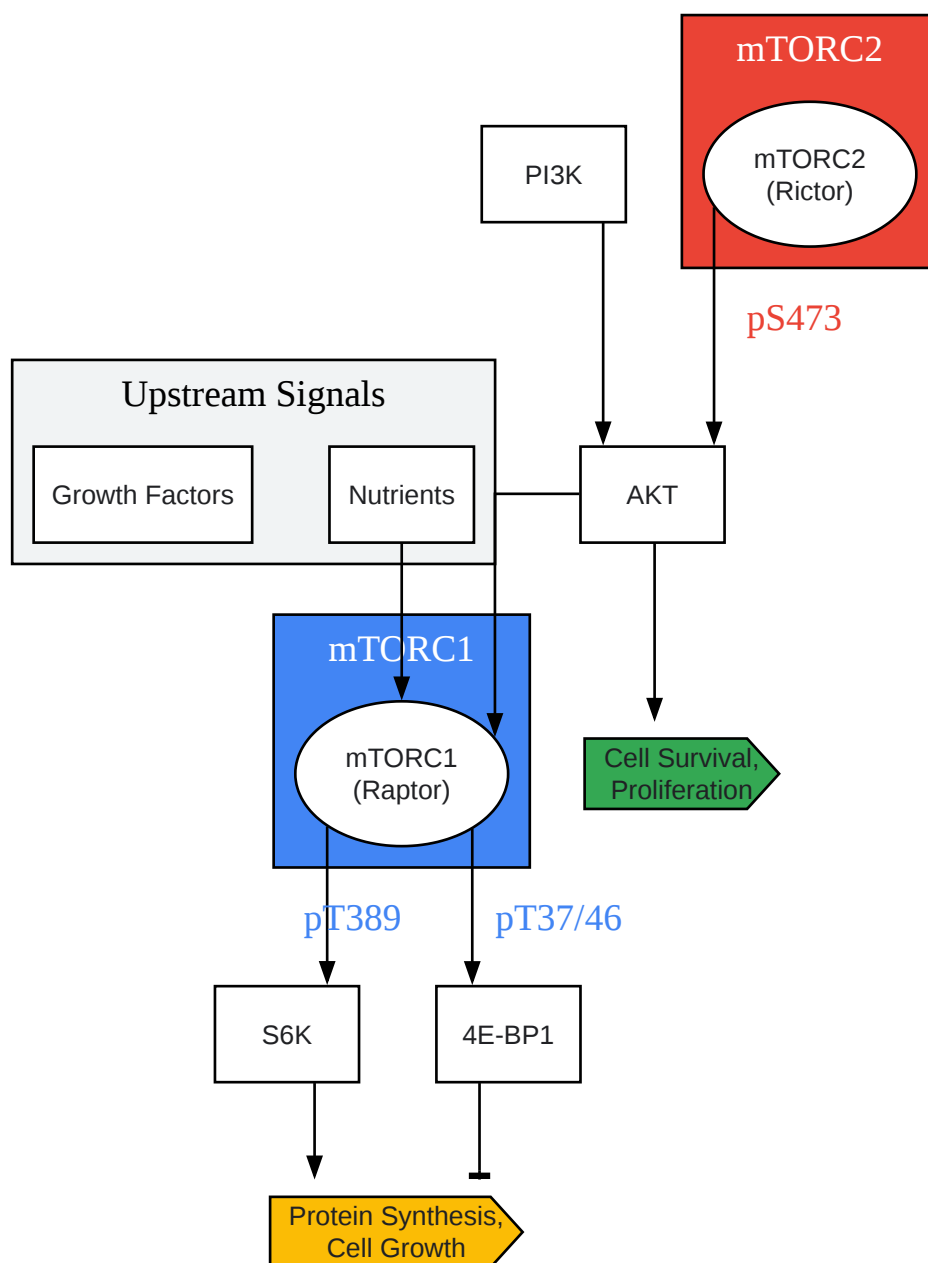 mTORC2
mTORC2
(Rictor)
PI3K
pS473
Upstream Signals
Growth Factors
Nutrients
AKT
mTORC1
mTORC1
(Raptor)
Cell Survival,
Proliferation
pT389
pT37/46
S6K
4E-BP1
Protein Synthesis,
Cell Growth